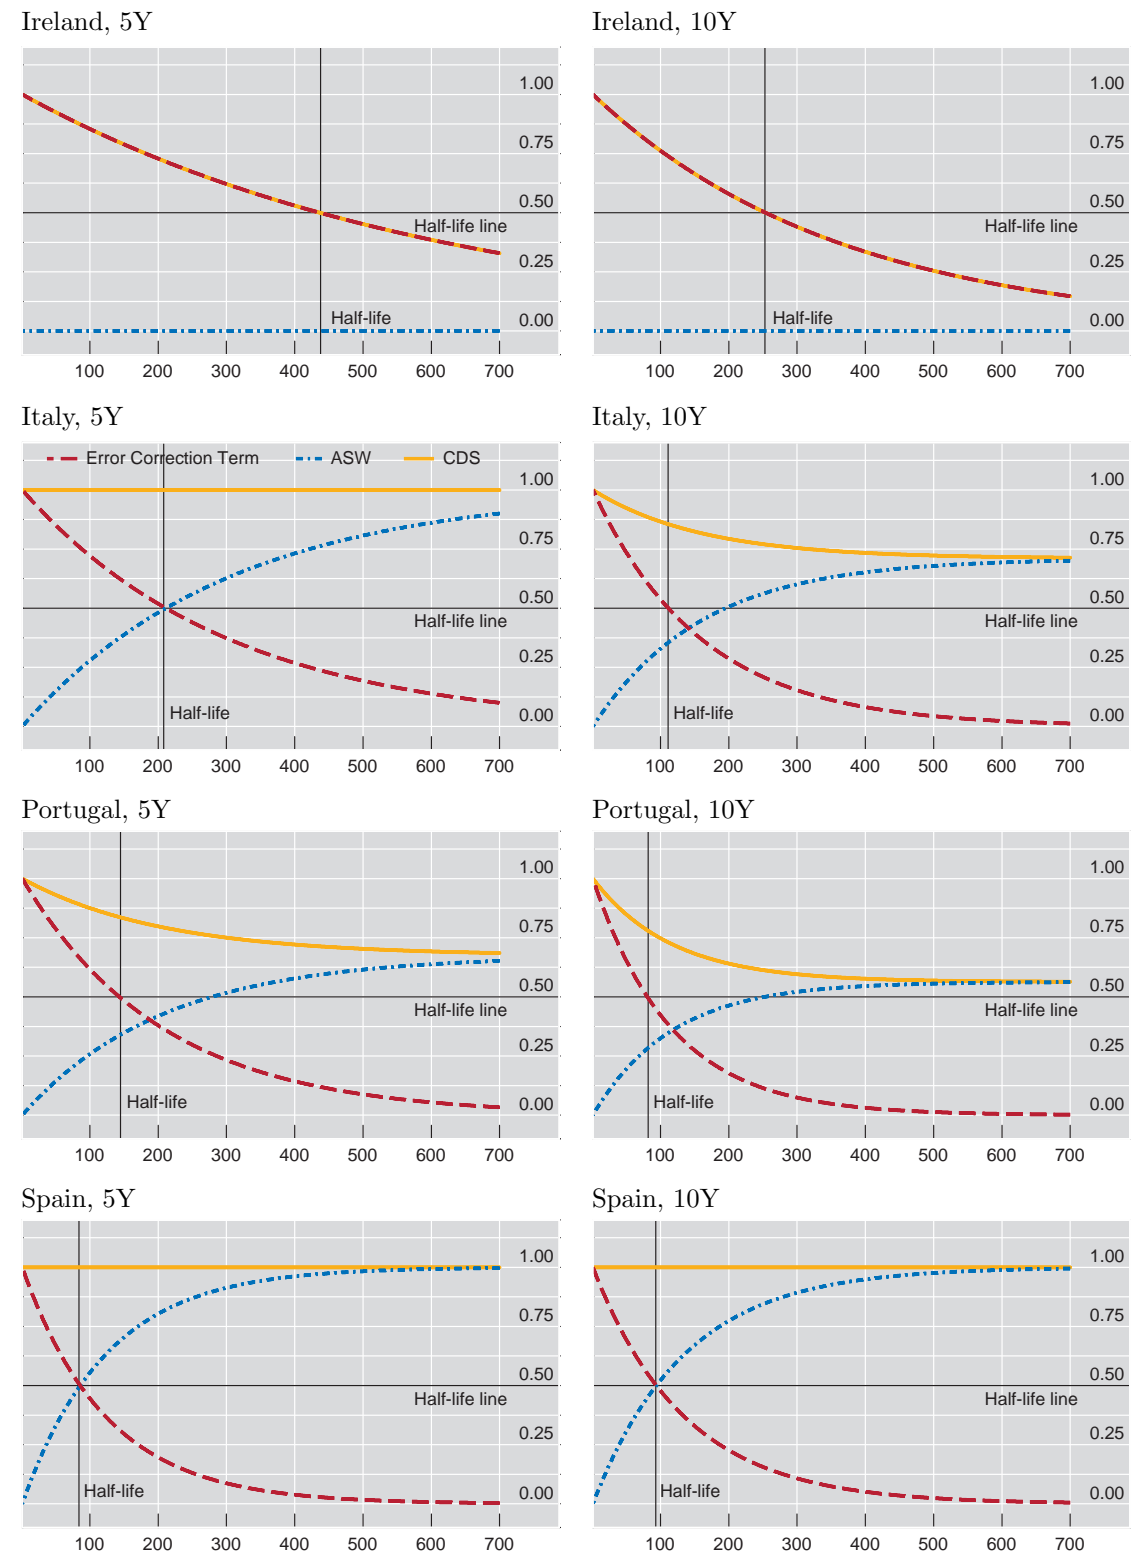 Ireland, 5Y
1.00
0.75
0.50
Half-life line
0.25
Half-life
0.00
100 200 300 400 500 600 700
Ireland, 10Y
1.00
0.75
0.50
Half-life line
0.25
Half-life
0.00
100 200 300 400 500 600 700
Italy, 5Y
Error Correction Term ASW CDS
1.00
0.75
0.50
Half-life line
0.25
Half-life
0.00
100 200 300 400 500 600 700
Italy, 10Y
1.00
0.75
0.50
Half-life line
0.25
Half-life
0.00
100 200 300 400 500 600 700
Portugal, 5Y
1.00
0.75
0.50
Half-life line
0.25
Half-life
0.00
100 200 300 400 500 600 700
Portugal, 10Y
1.00
0.75
0.50
Half-life line
0.25
Half-life
0.00
100 200 300 400 500 600 700
Spain, 5Y
1.00
0.75
0.50
Half-life line
0.25
Half-life
0.00
100 200 300 400 500 600 700
Spain, 10Y
1.00
0.75
0.50
Half-life line
0.25
Half-life
0.00
100 200 300 400 500 600 700